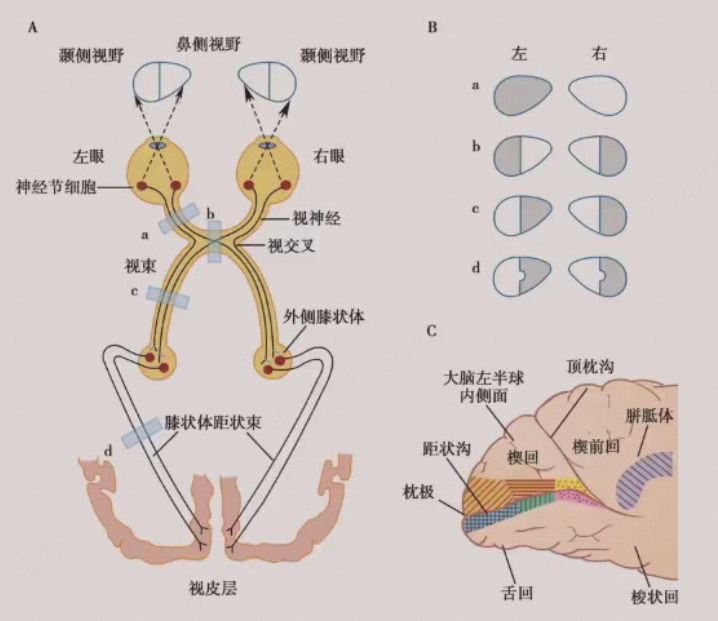 A
颞侧视野
鼻侧视野
颞侧视野
左眼
右眼
神经节细胞
a
b
视神经
视交叉
视束
c
外侧膝状体
膝状体距状束
d
视皮层
B
左
右
a
b
c
d
C
大脑左半球
内侧面
顶枕沟
胼胝体
距状沟
楔回
楔前回
枕极
舌回
梭状回